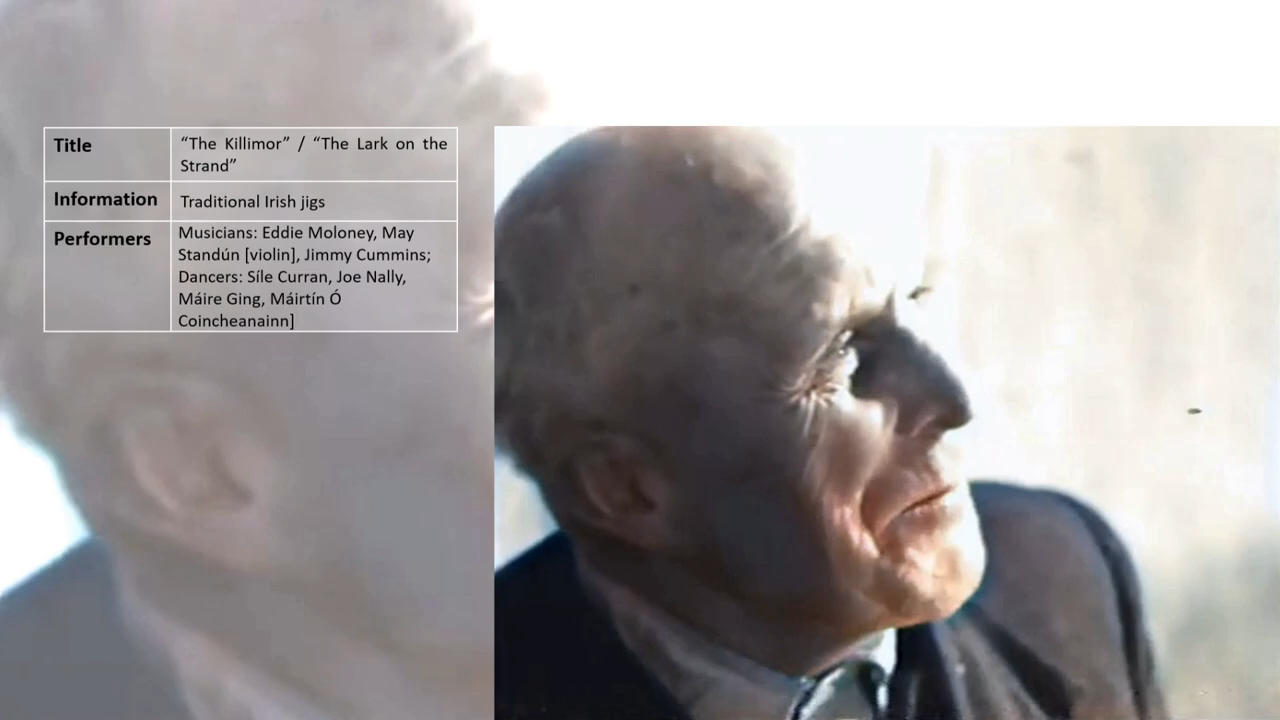 Title
“The Killimor” / “The Lark on the
Strand”
Information
Traditional Irish jigs
Performers
Musicians: Eddie Moloney, May
Standún [violin], Jimmy Cummins;
Dancers: Síle Curran, Joe Nally,
Máire Ging, Máirtín Ó
Coincheanainn]